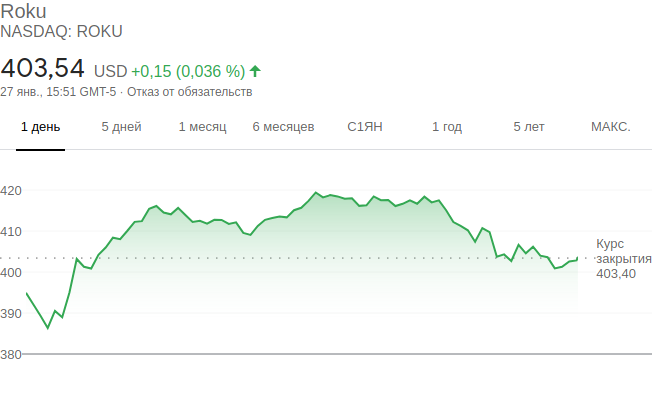 Roku
NASDAQ: ROKU
403,54 USD +0,15 (0,036 %)
27 янв., 15:51 GMT-5 · Отказ от обязательств
1 день 5 дней 1 месяц 6 месяцев С1ЯН 1 год 5 лет МАКС.
420
410
Курс
закрытия
403,40
400
390
380